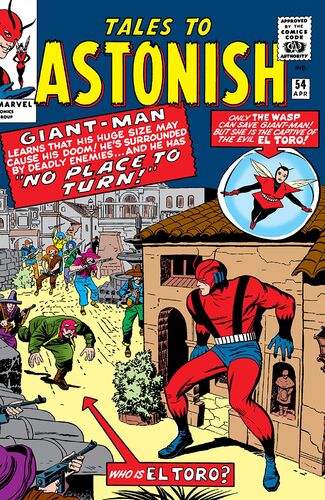 TALES TO
ASTONISH
APPROVED
BY THE
COMICS
CODE
AUTHORITY
MARVEL
COMICS
GROUP
IND.
54
APR
GIANT-MAN
LEARNS THAT HIS HUGE SIZE MAY
CAUSE HIS DOOM! HE'S SURROUNDED
BY DEADLY ENEMIES...AND HE HAS
"NO PLACE TO
TURN!"
ONLY THE WASP
CAN SAVE GIANT-MAN!
BUT SHE IS THE CAPTIVE OF
THE EVIL EL TORO!
WHO IS EL TORO?